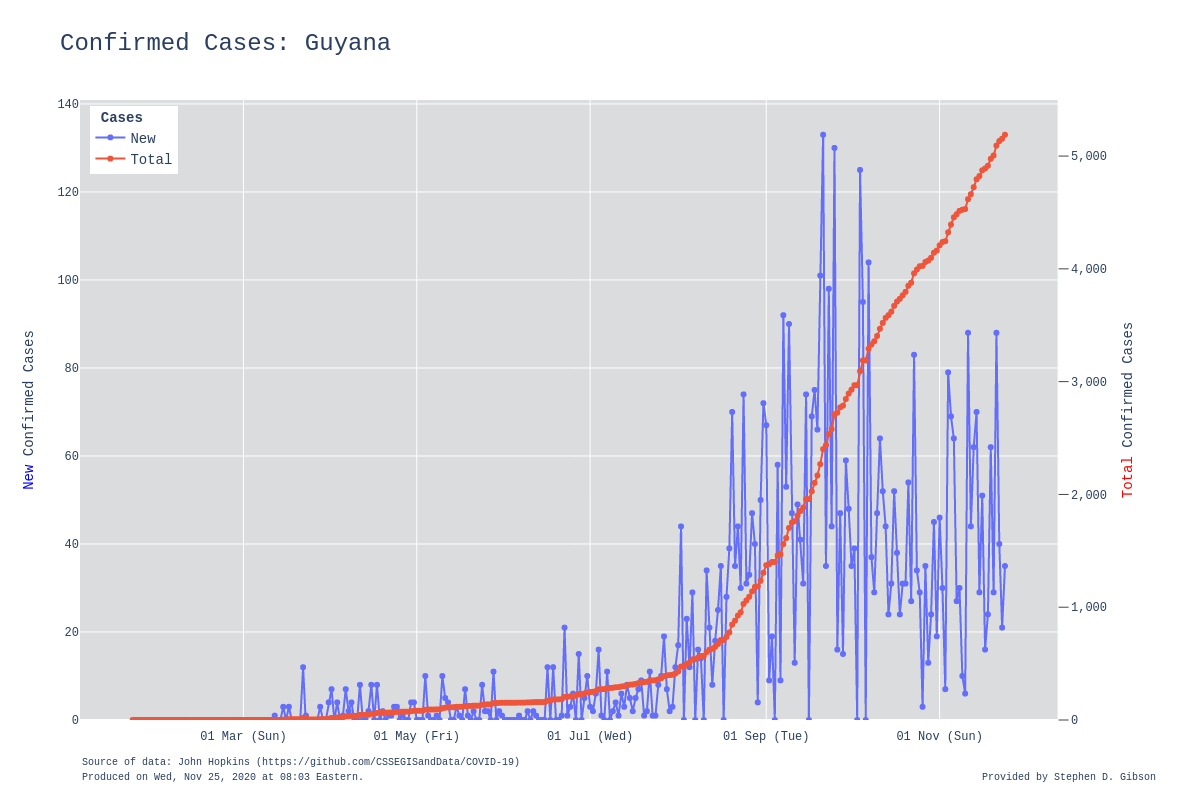 Confirmed Cases: Guyana
Cases
New
Total
140
120
100
80
60
40
20
0
5,000
4,000
3,000
2,000
1,000
0
New Confirmed Cases
Total Confirmed Cases
01 Mar (Sun)
01 May (Fri)
01 Jul (Wed)
01 Sep (Tue)
01 Nov (Sun)
Source of data: John Hopkins (https://github.com/CSSEGISandData/COVID-19)
Produced on Wed, Nov 25, 2020 at 08:03 Eastern.
Provided by Stephen D. Gibson